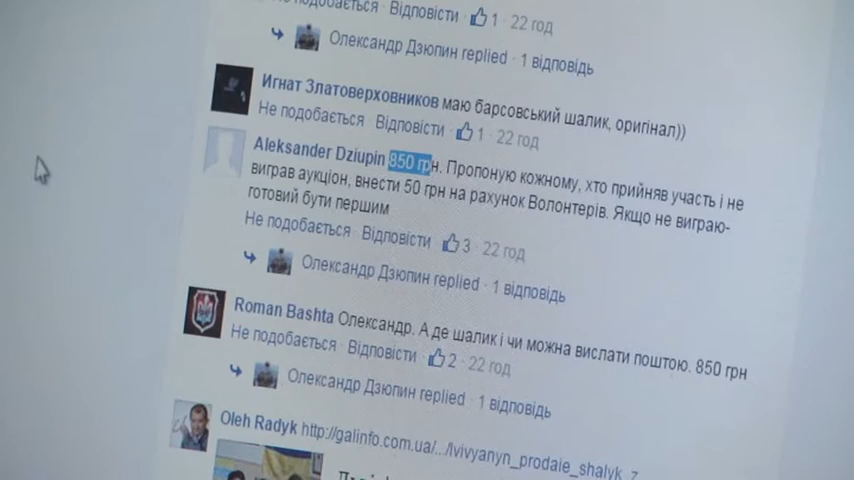 Не подобається · Відповісти · 1 · 22 год
Олександр Дзюпин replied · 1 відповідь
Игнат Златоверховников маю барсовський шалик, оригінал))
Не подобається · Відповісти · 1 · 22 год
Aleksander Dziupin 850 грн. Пропоную кожному, хто прийняв участь і не
виграв аукціон, внести 50 грн на рахунок Волонтерів. Якщо не виграю-
готовий бути першим
Не подобається · Відповісти · 3 · 22 год
Олександр Дзюпин replied · 1 відповідь
Roman Bashta Олександр. А де шалик і чи можна вислати поштою. 850 грн
Не подобається · Відповісти · 2 · 22 год
Олександр Дзюпин replied · 1 відповідь
Oleh Radyk http://galinfo.com.ua/.../lvivyanyn_prodaie_shalyk_z